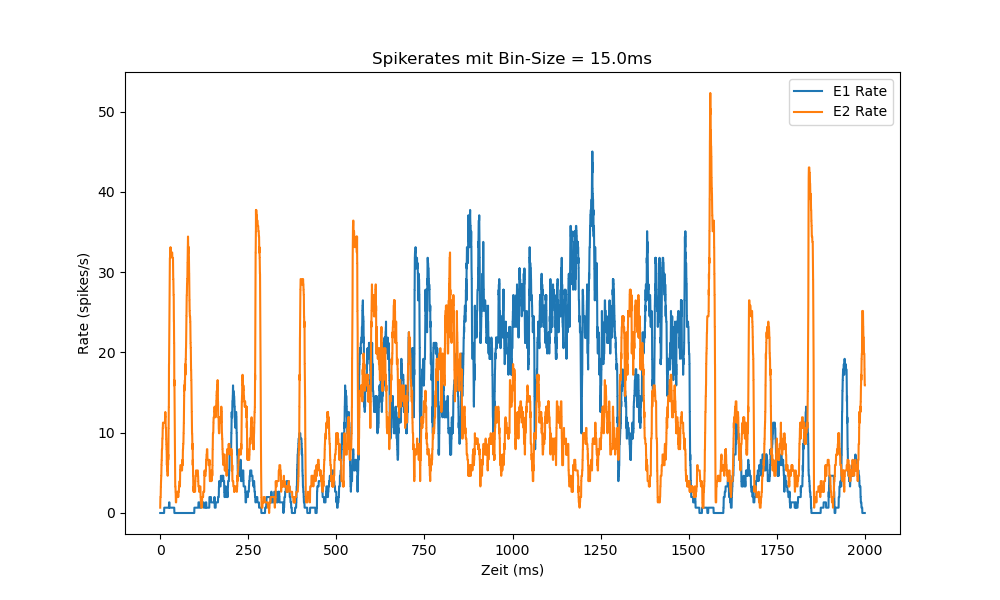 Spikerates mit Bin-Size = 15.0ms
E1 Rate
E2 Rate
50
40
30
20
10
0
Rate (spikes/s)
0 250 500 750 1000 1250 1500 1750 2000
Zeit (ms)